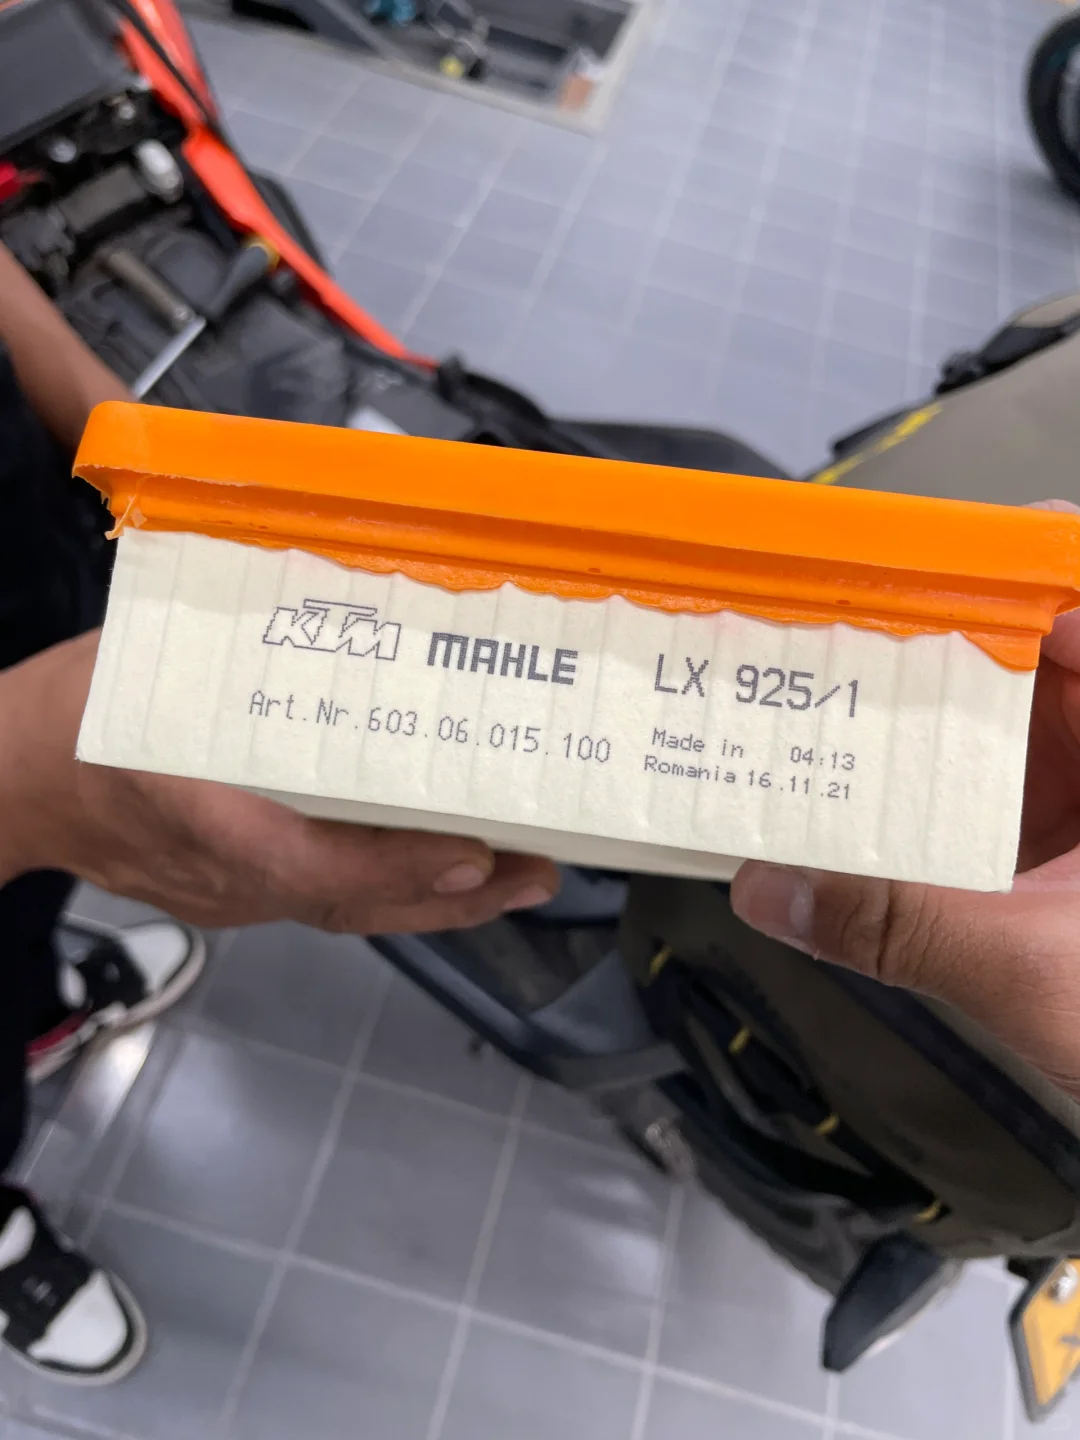 KTM MAHLE LX 925/1
Art.Nr.603.06.015.100
Made in 04:13
Romania 16.11.21